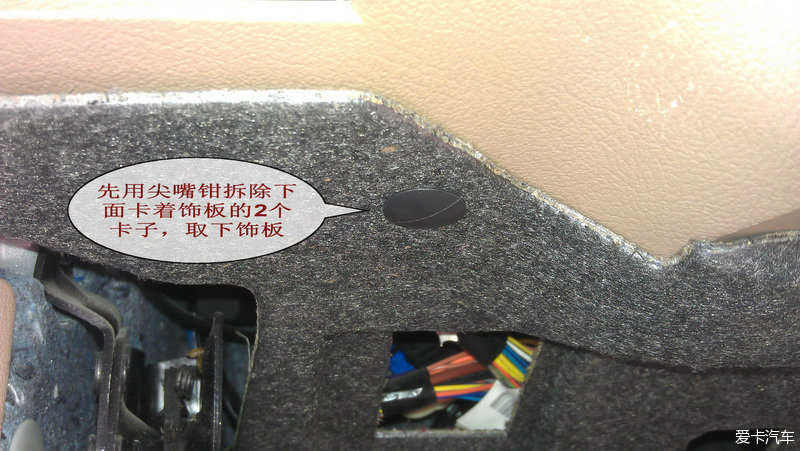 先用尖嘴钳拆除下
面卡着饰板的2个
卡子，取下饰板
爱卡汽车